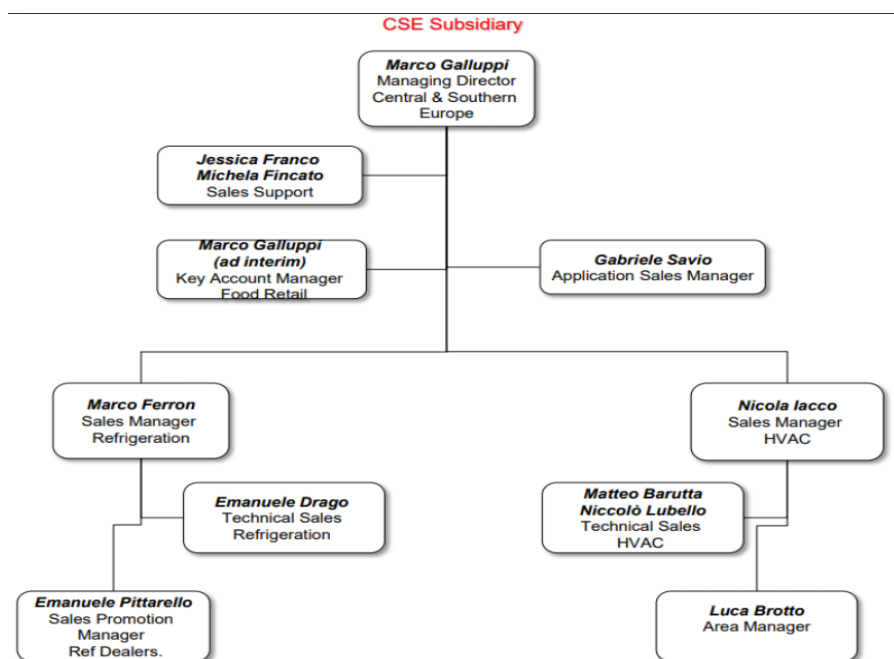 CSE Subsidiary
Marco Galluppi
Managing Director
Central & Southern
Europe
Jessica Franco
Michela Fincato
Sales Support
Marco Galluppi
(ad interim)
Key Account Manager
Food Retail
Gabriele Savio
Application Sales Manager
Marco Ferron
Sales Manager
Refrigeration
Nicola Iacco
Sales Manager
HVAC
Emanuele Drago
Technical Sales
Refrigeration
Matteo Barutta
Niccolò Lubello
Technical Sales
HVAC
Emanuele Pittarello
Sales Promotion
Manager
Ref Dealers.
Luca Brotto
Area Manager